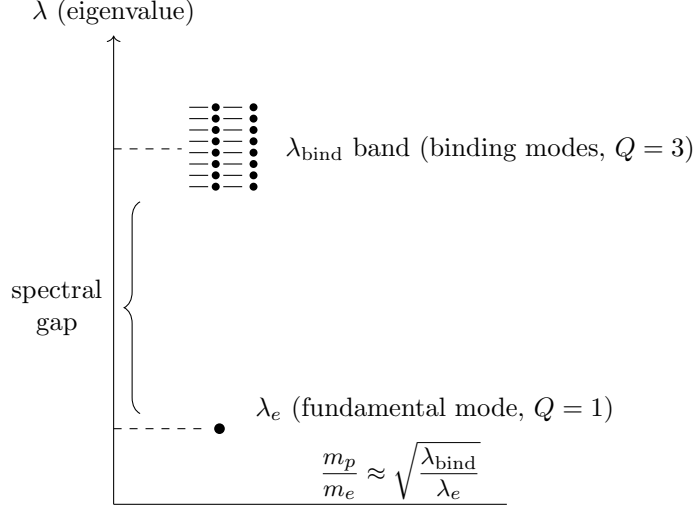 λ (eigenvalue)
λ_bind band (binding modes, Q = 3)
spectral
gap
λ_e (fundamental mode, Q = 1)
m_p/m_e ≈ √(λ_bind/λ_e)